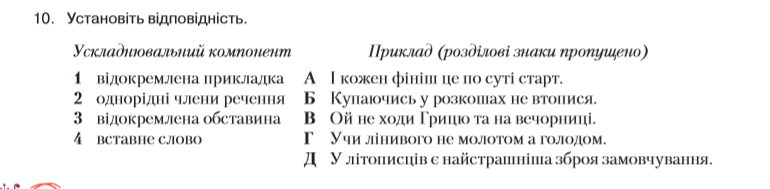 10. Установіть відповідність.
Ускладнювальний компонент Приклад (розділові знаки пропущено)
1 відокремлена прикладка А І кожен фініш це по суті старт.
2 однорідні члени речення Б Купаючись у розкошах не втопися.
3 відокремлена обставина В Ой не ходи Грицю та на вечорниці.
4 вставне слово Г Учи лінивого не молотом а голодом.
Д У літописців є найстрашніша зброя замовчування.